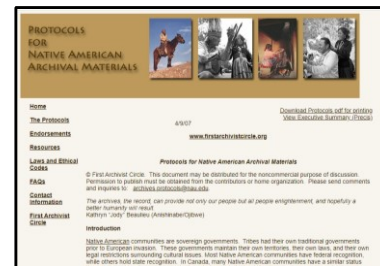 PROTOCOLS
FOR
NATIVE AMERICAN
ARCHIVAL MATERIALS
Home
The Protocols
Endorsements
Resources
Laws and Ethical
Codes
FAQs
Contact
Information
First Archivist
Circle
Download Protocols pdf for printing
View Executive Summary (Precis)
4/9/07
www.firstarchivistcircle.org
Protocols for Native American Archival Materials
© First Archivist Circle. This document may be distributed for the noncommercial purpose of discussion.
Permission to publish must be obtained from the contributors or home organization. Please send comments
and inquiries to: archives.protocols@nau.edu.
The archives, the record, can provide not only our people but all people enlightenment, and hopefully a
better humanity will result.
Kathryn "Jody" Beaulieu (Anishinabe/Ojibwe)
Introduction
Native American communities are sovereign governments. Tribes had their own traditional governments
prior to European invasion. These governments maintain their own territories, their own laws, and their own
legal restrictions surrounding cultural issues. Most Native American communities have federal recognition,
while others hold state recognition. In Canada, many Native American communities have a similar status